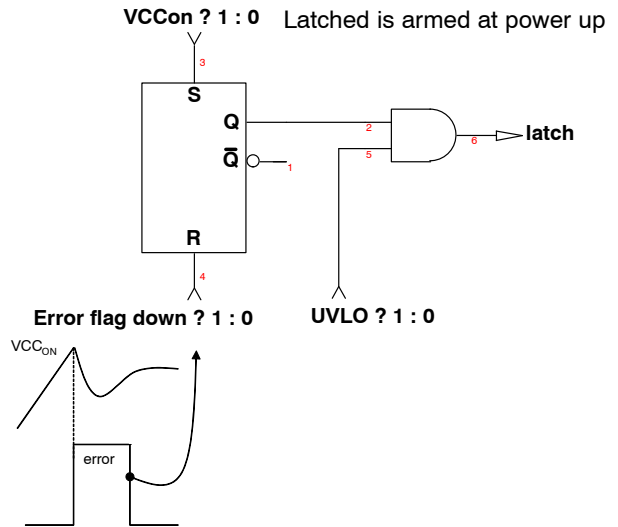 VCCon ? 1 : 0
Latched is armed at power up
3
S
Q
2
Q̅
1
5
6
latch
R
4
Error flag down ? 1 : 0
UVLO ? 1 : 0
VCCON
error